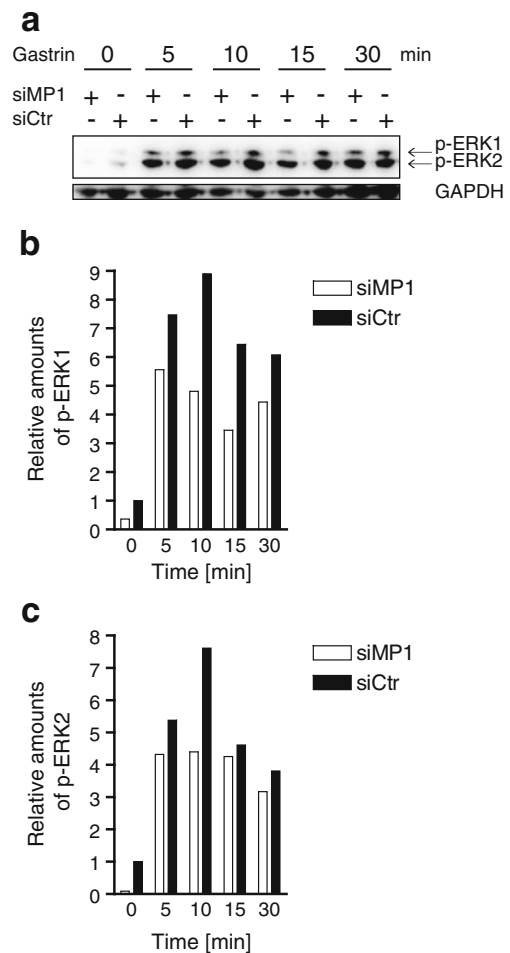 a
Gastrin 0 5 10 15 30 min
siMP1 + - + - + - + - + -
siCtr - + - + - + - + - +
p-ERK1
p-ERK2
GAPDH
b
9
8
7
6
5
4
3
2
1
0
Relative amounts
of p-ERK1
siMP1
siCtr
0 5 10 15 30
Time [min]
c
8
7
6
5
4
3
2
1
0
Relative amounts
of p-ERK2
siMP1
siCtr
0 5 10 15 30
Time [min]